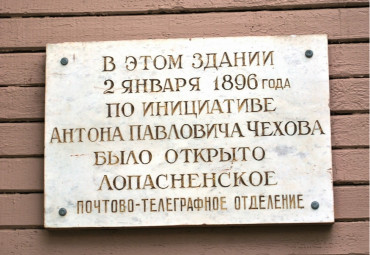 В ЭТОМ ЗДАНИИ
2 ЯНВАРЯ 1896 ГОДА
ПО ИНИЦИАТИВЕ
АНТОНА ПАВЛОВИЧА ЧЕХОВА
БЫЛО ОТКРЫТО
ЛОПАСНЕНСКОЕ
ПОЧТОВО-ТЕЛЕГРАФНОЕ ОТДЕЛЕНИЕ